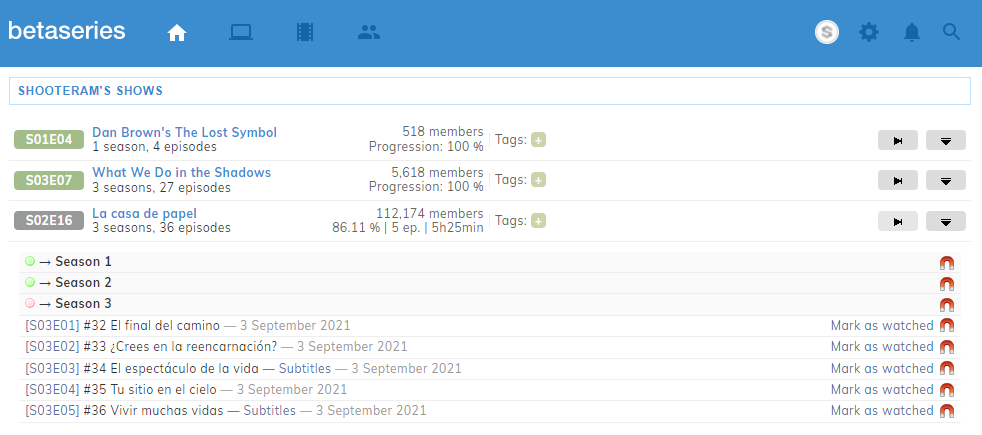 betaseries
SHOOTERAM'S SHOWS
S01E04 Dan Brown's The Lost Symbol 518 members Tags: +
1 season, 4 episodes Progression: 100 %
S03E07 What We Do in the Shadows 5,618 members Tags: +
3 seasons, 27 episodes Progression: 100 %
S02E16 La casa de papel 112,174 members Tags: +
3 seasons, 36 episodes 86.11 % | 5 ep. | 5h25min
→ Season 1
→ Season 2
→ Season 3
[S03E01] #32 El final del camino — 3 September 2021 Mark as watched
[S03E02] #33 ¿Crees en la reencarnación? — 3 September 2021 Mark as watched
[S03E03] #34 El espectáculo de la vida — Subtitles — 3 September 2021 Mark as watched
[S03E04] #35 Tu sitio en el cielo — 3 September 2021 Mark as watched
[S03E05] #36 Vivir muchas vidas — Subtitles — 3 September 2021 Mark as watched